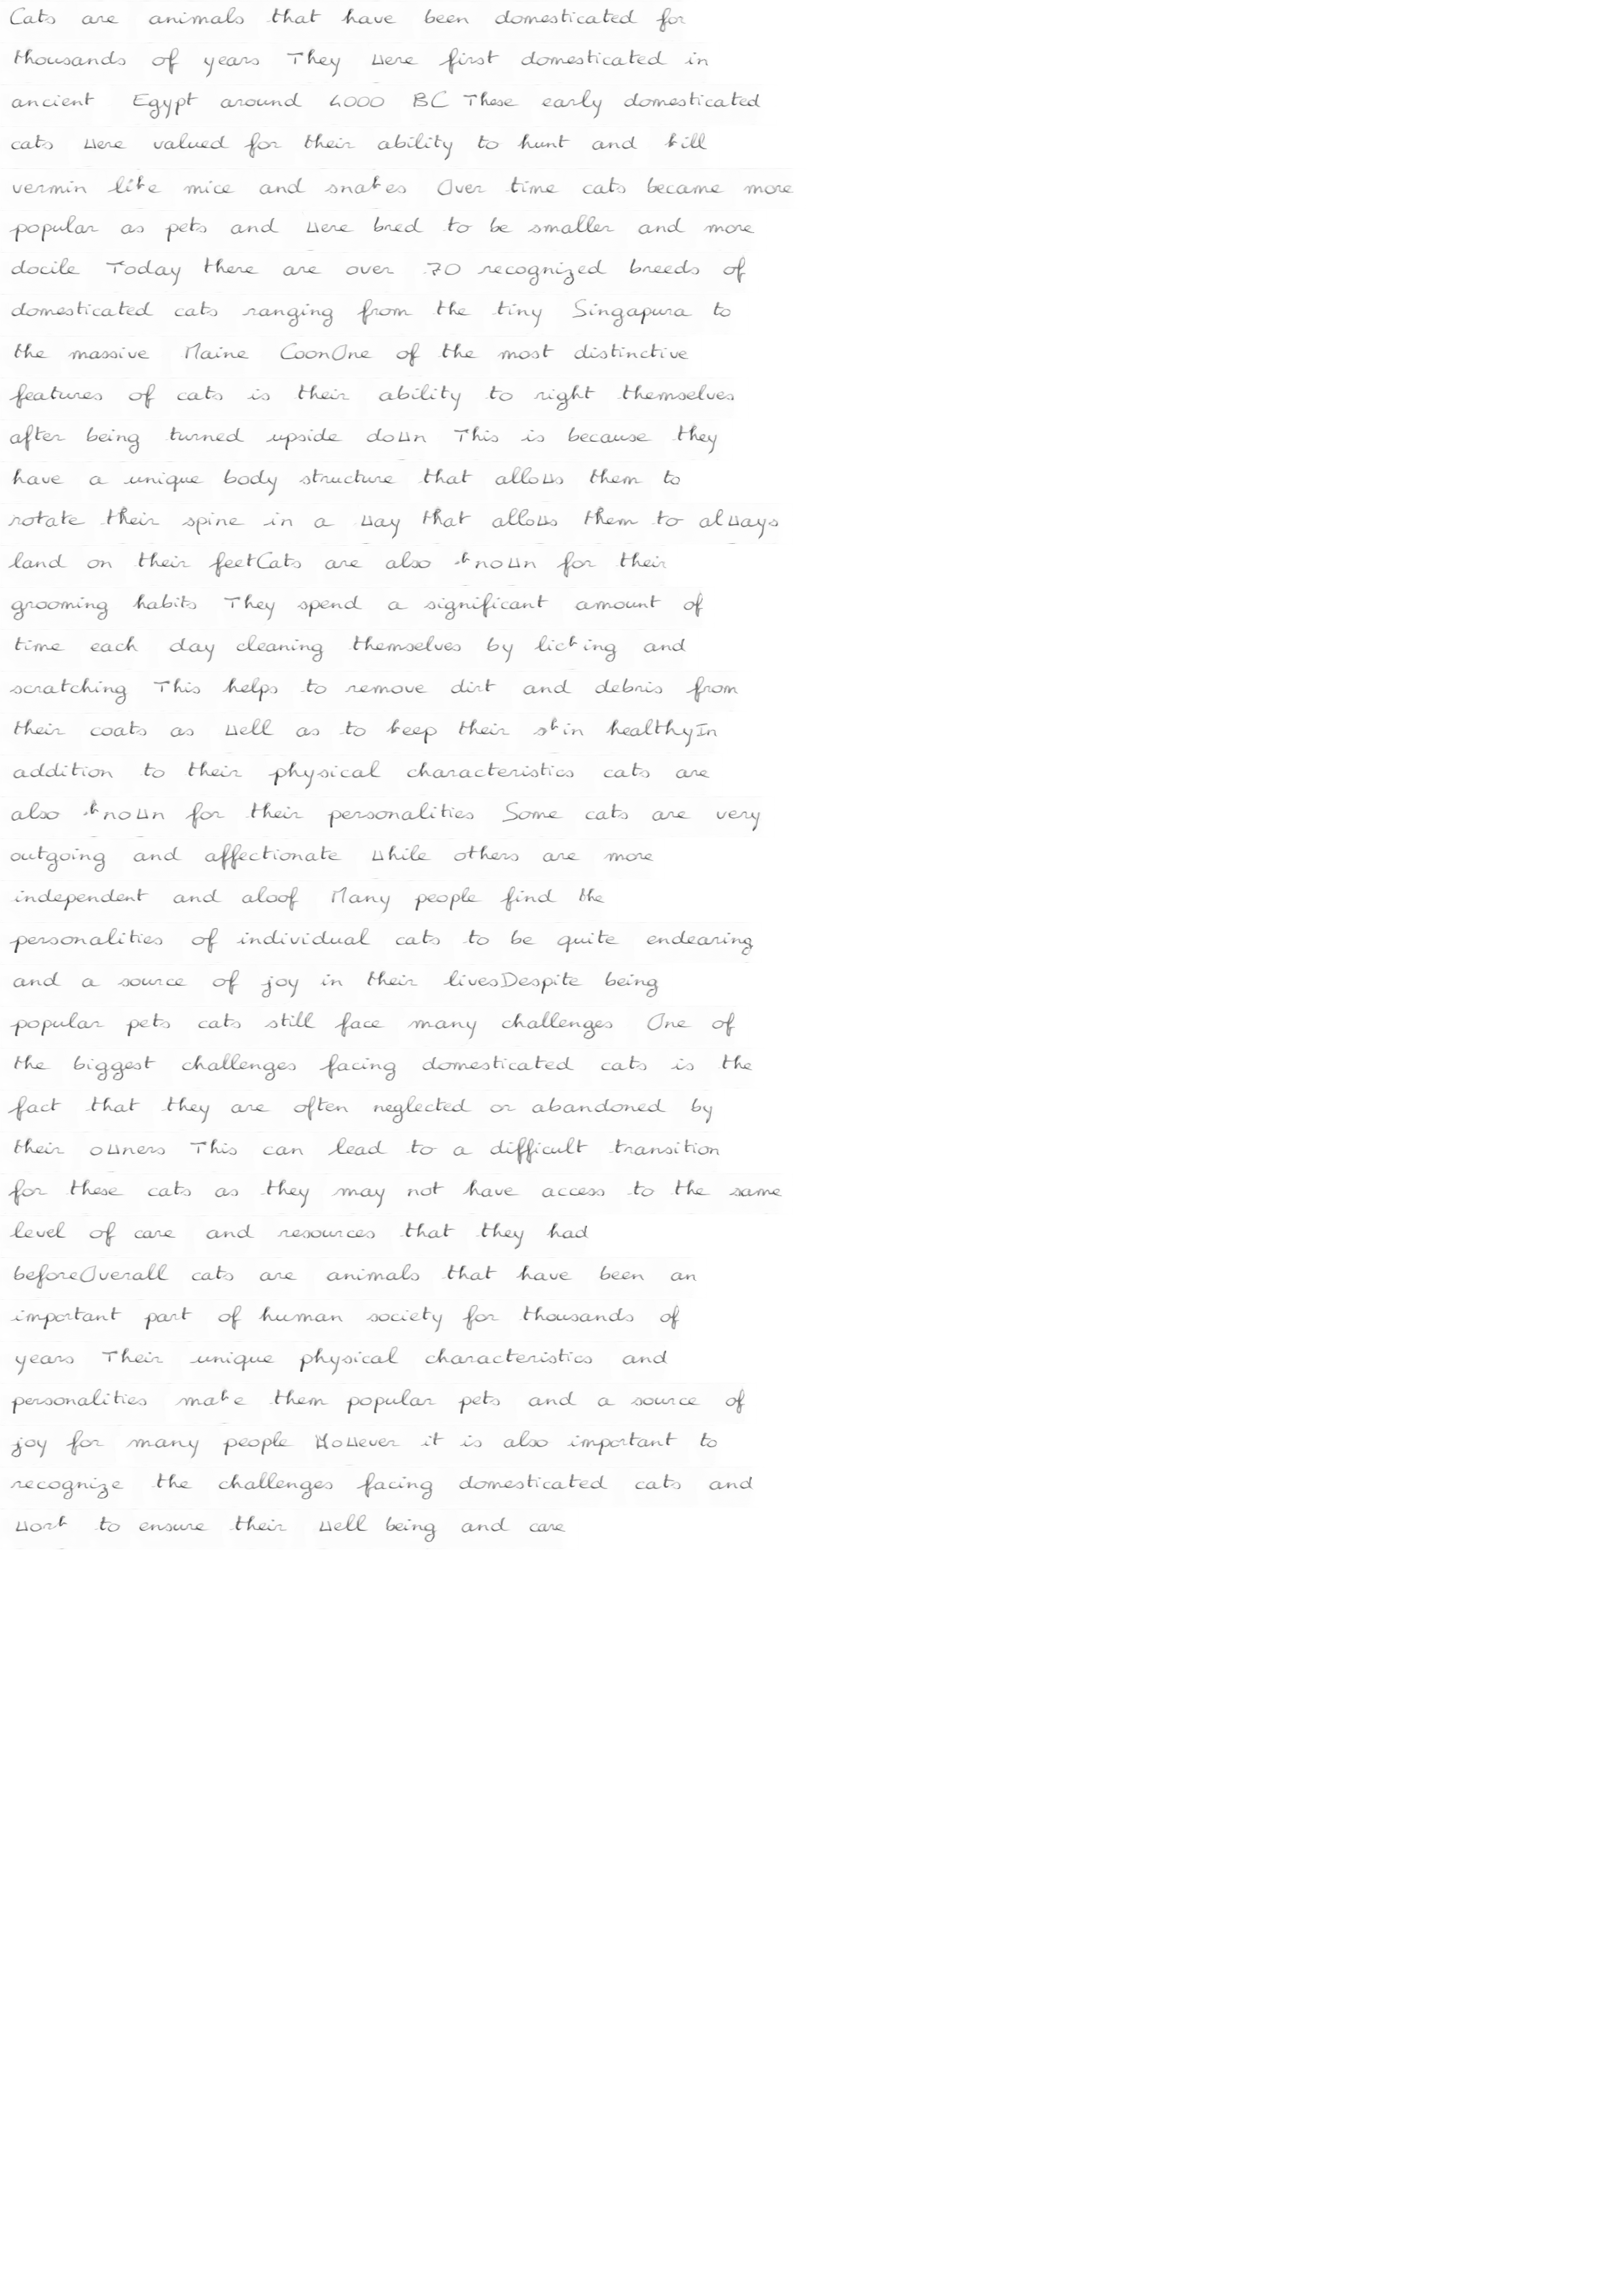 Cats are animals that have been domesticated for
thousands of years They were first domesticated in
ancient Egypt around 4000 BC These early domesticated
cats were valued for their ability to hunt and kill
vermin like mice and snakes Over time cats became more
popular as pets and were bred to be smaller and more
docile Today there are over 70 recognized breeds of
domesticated cats ranging from the tiny Singapura to
the massive Maine CoonOne of the most distinctive
features of cats is their ability to right themselves
after being turned upside down This is because they
have a unique body structure that allows them to
rotate their spine in a way that allows them to always
land on their feetCats are also known for their
grooming habits They spend a significant amount of
time each day cleaning themselves by licking and
scratching This helps to remove dirt and debris from
their coats as well as to keep their skin healthyIn
addition to their physical characteristics cats are
also known for their personalities Some cats are very
outgoing and affectionate while others are more
independent and aloof Many people find the
personalities of individual cats to be quite endearing
and a source of joy in their livesDespite being
popular pets cats still face many challenges One of
the biggest challenges facing domesticated cats is the
fact that they are often neglected or abandoned by
their owners This can lead to a difficult transition
for these cats as they may not have access to the same
level of care and resources that they had
beforeOverall cats are animals that have been an
important part of human society for thousands of
years Their unique physical characteristics and
personalities make them popular pets and a source of
joy for many people However it is also important to
recognize the challenges facing domesticated cats and
work to ensure their well being and care